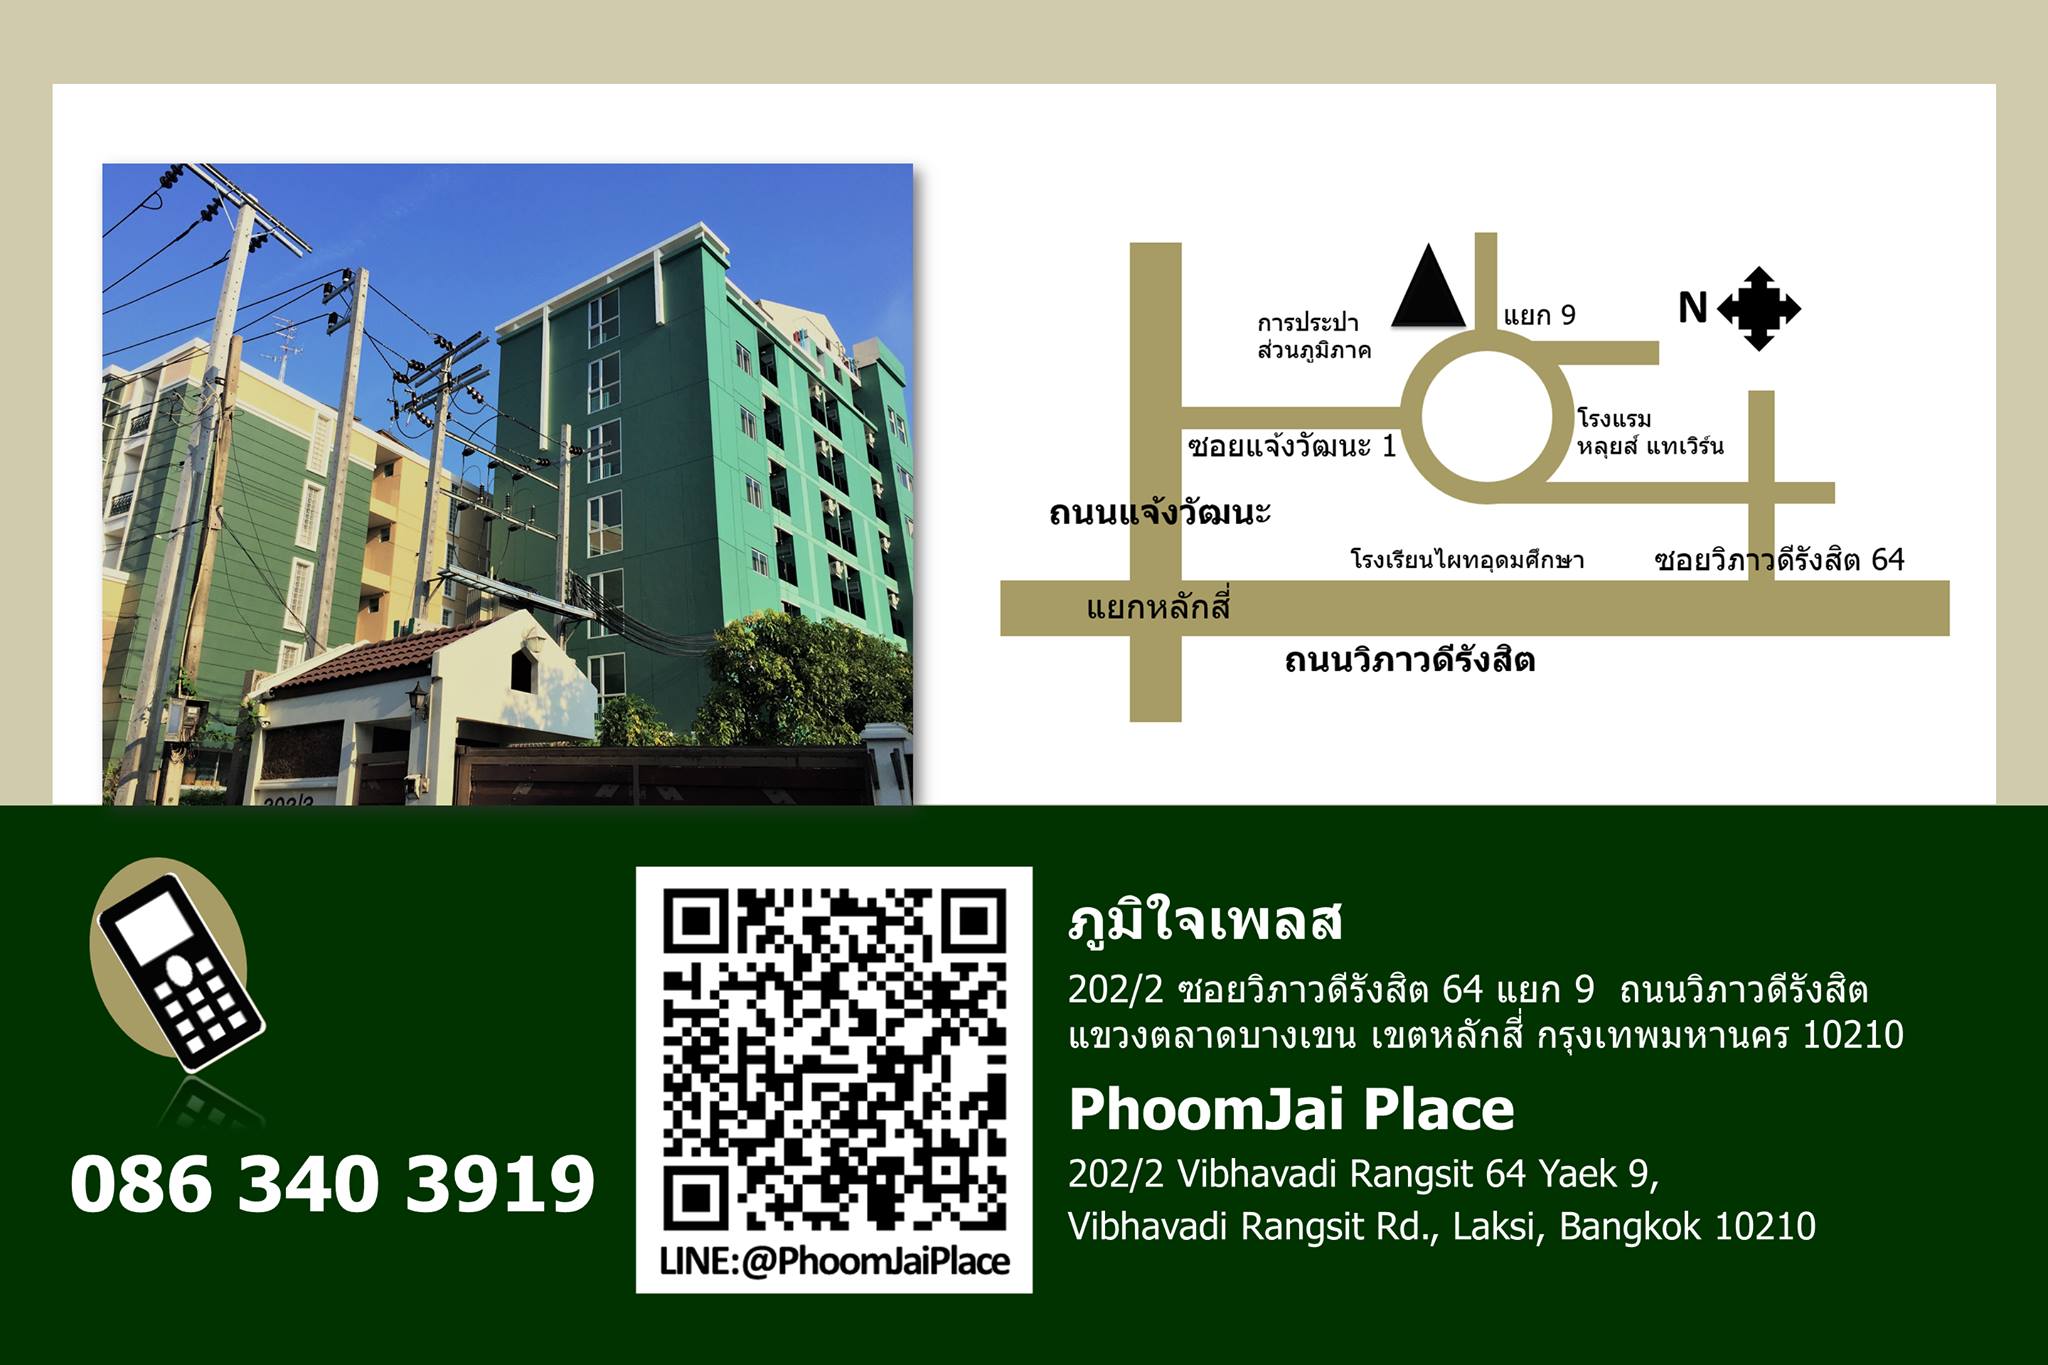 การประปา
ส่วนภูมิภาค
แยก 9
N
ซอยแจ้งวัฒนะ 1
โรงแรม
หลุยส์ แทเวิร์น
ถนนแจ้งวัฒนะ
โรงเรียนไผทอุดมศึกษา
ซอยวิภาวดีรังสิต 64
แยกหลักสี่
ถนนวิภาวดีรังสิต
086 340 3919
LINE:@PhoomJaiPlace
ภูมิใจเพลส
202/2 ซอยวิภาวดีรังสิต 64 แยก 9 ถนนวิภาวดีรังสิต
แขวงตลาดบางเขน เขตหลักสี่ กรุงเทพมหานคร 10210
PhoomJai Place
202/2 Vibhavadi Rangsit 64 Yaek 9,
Vibhavadi Rangsit Rd., Laksi, Bangkok 10210